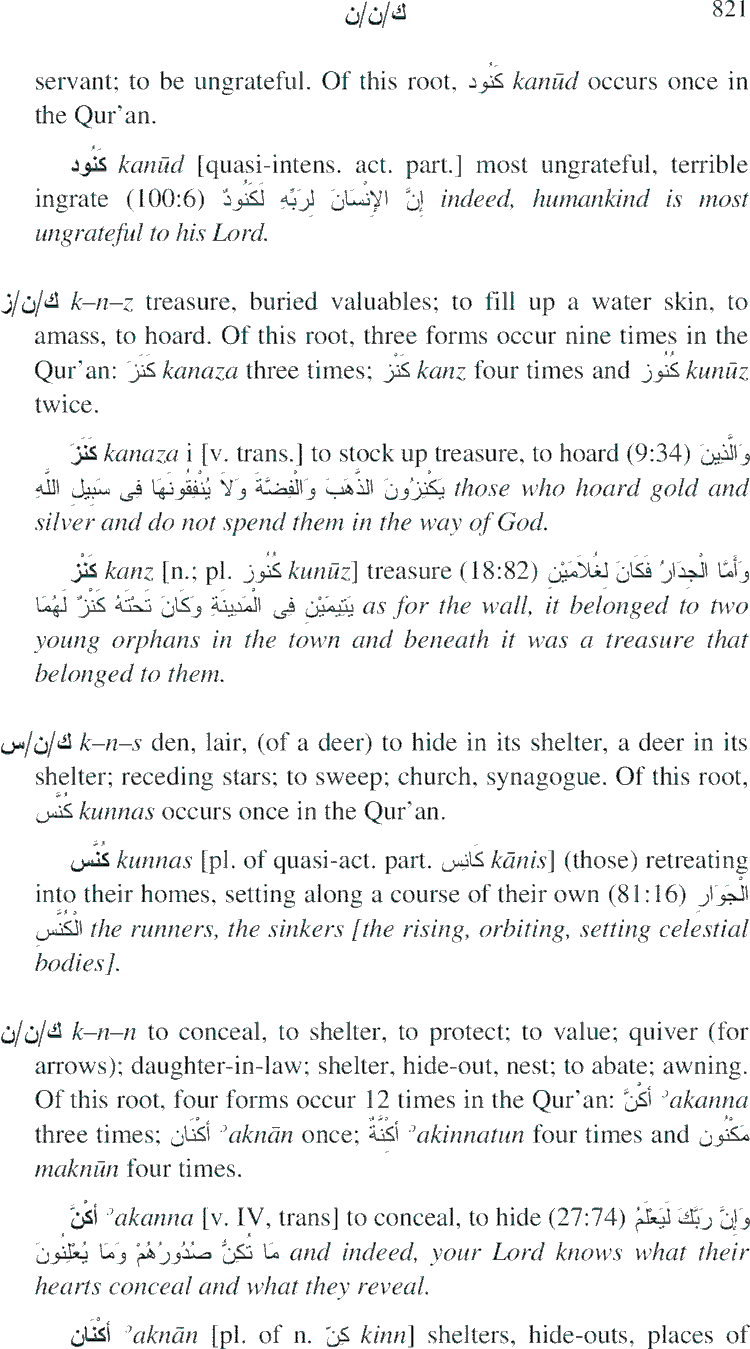 ك/ن/ن 821
servant; to be ungrateful. Of this root, كَنُود kanūd occurs once in
the Qur’an.
كَنُود kanūd [quasi-intens. act. part.] most ungrateful, terrible
ingrate (100:6) إِنَّ الإِنْسَانَ لِرَبِّهِ لَكَنُودٌ indeed, humankind is most
ungrateful to his Lord.
ك/ن/ز k–n–z treasure, buried valuables; to fill up a water skin, to
amass, to hoard. Of this root, three forms occur nine times in the
Qur’an: كَنَزَ kanaza three times; كَنْز kanz four times and كُنُوز kunūz
twice.
كَنَزَ kanaza i [v. trans.] to stock up treasure, to hoard (9:34) وَالَّذِينَ
يَكْنِزُونَ الذَّهَبَ وَالْفِضَّةَ وَلاَ يُنْفِقُونَهَا فِى سَبِيلِ اللَّهِ those who hoard gold and
silver and do not spend them in the way of God.
كَنْز kanz [n.; pl. كُنُوز kunūz] treasure (18:82) وَأَمَّا الْجِدَارُ فَكَانَ لِغُلاَمَيْنِ
يَتِيمَيْنِ فِى الْمَدِينَةِ وَكَانَ تَحْتَهُ كَنْزٌ لَهُمَا as for the wall, it belonged to two
young orphans in the town and beneath it was a treasure that
belonged to them.
ك/ن/س k–n–s den, lair, (of a deer) to hide in its shelter, a deer in its
shelter; receding stars; to sweep; church, synagogue. Of this root,
كُنَّس kunnas occurs once in the Qur’an.
كُنَّس kunnas [pl. of quasi-act. part. كَانِس kānis] (those) retreating
into their homes, setting along a course of their own (81:16) الْجَوَارِ
الْكُنَّسِ the runners, the sinkers [the rising, orbiting, setting celestial
bodies].
ك/ن/ن k–n–n to conceal, to shelter, to protect; to value; quiver (for
arrows); daughter-in-law; shelter, hide-out, nest; to abate; awning.
Of this root, four forms occur 12 times in the Qur’an: أَكْنَّ ʾakanna
three times; أَكْنَان ʾaknān once; أَكِنَّةٌ ʾakinnatun four times and مَكْنُون
maknūn four times.
أَكْنَّ ʾakanna [v. IV, trans] to conceal, to hide (27:74) وَإِنَّ رَبَّكَ لَيَعْلَمُ
مَا تُكِنُّ صُدُورُهُمْ وَمَا يُعْلِنُونَ and indeed, your Lord knows what their
hearts conceal and what they reveal.
أَكْنَان ʾaknān [pl. of n. كِنّ kinn] shelters, hide-outs, places of